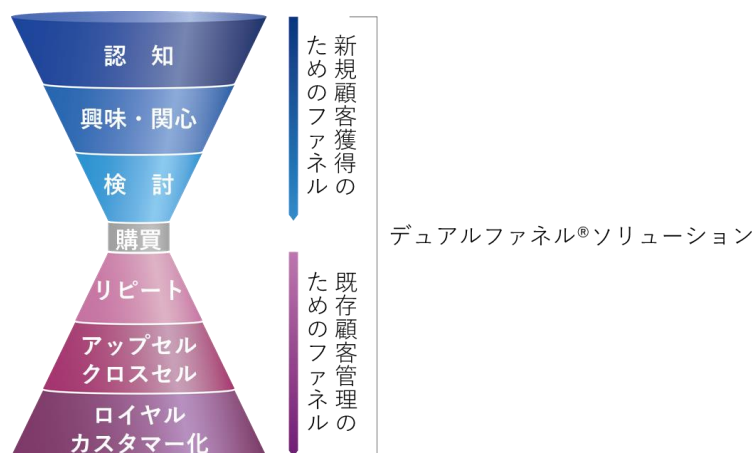 認 知
興味・関心
検 討
購買
リピート
アップセル
クロスセル
ロイヤル
カスタマー化
新規顧客獲得の
ためのファネル
既存顧客管理の
ためのファネル
デュアルファネル®ソリューション